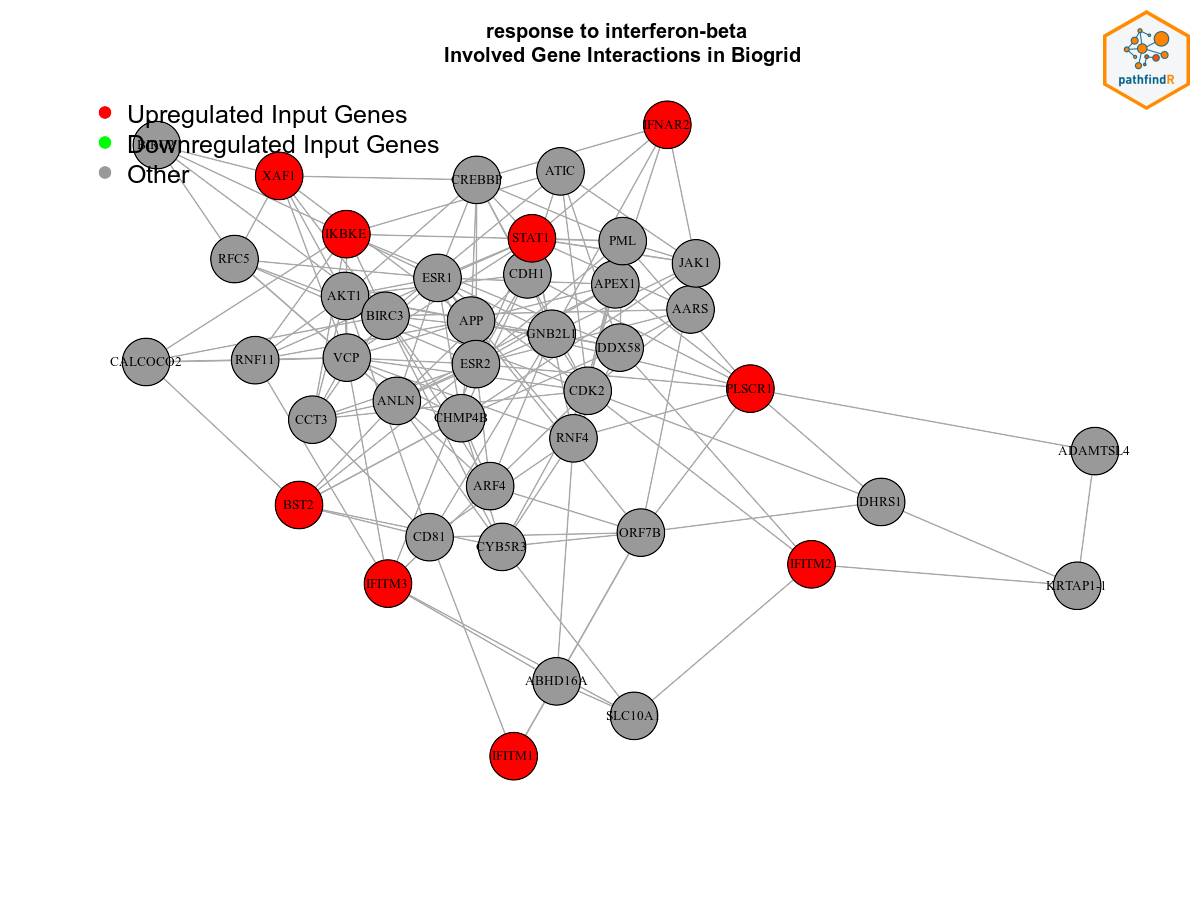 response to interferon-beta
Involved Gene Interactions in Biogrid
pathfindR
Upregulated Input Genes
Downregulated Input Genes
Other
IFNAR2
XAF1
CREBBP
ATIC
IKBKE
STAT1
PML
RFC5
ESR1
CDH1
JAK1
AKT1
APEX1
BIRC3
APP
AARS
GNB2L1
DDX58
CALCOCO2
RNF11
VCP
ESR2
CDK2
PLSCR1
ANLN
CCT3
CHMP4B
RNF4
ADAMTSL4
ARF4
BST2
DHRS1
CD81
CYB5R3
ORF7B
IFITM2
IFITM3
KRTAP1-1
ABHD16A
SLC10A
IFITM1